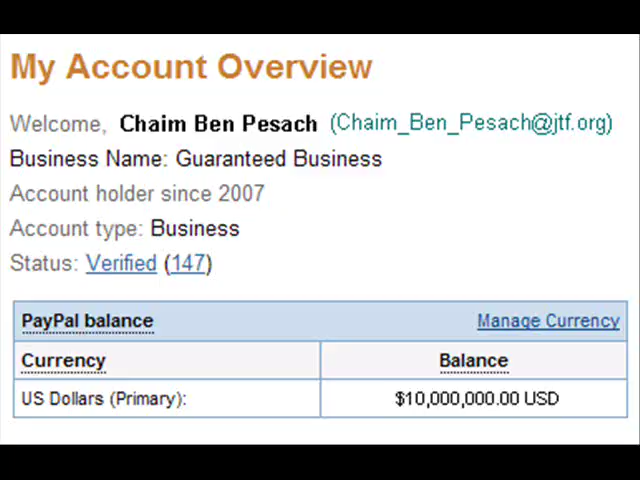 My Account Overview
Welcome, Chaim Ben Pesach (Chaim_Ben_Pesach@jtf.org)
Business Name: Guaranteed Business
Account holder since 2007
Account type: Business
Status: Verified (147)
PayPal balance Manage Currency
Currency Balance
US Dollars (Primary): $10,000,000.00 USD